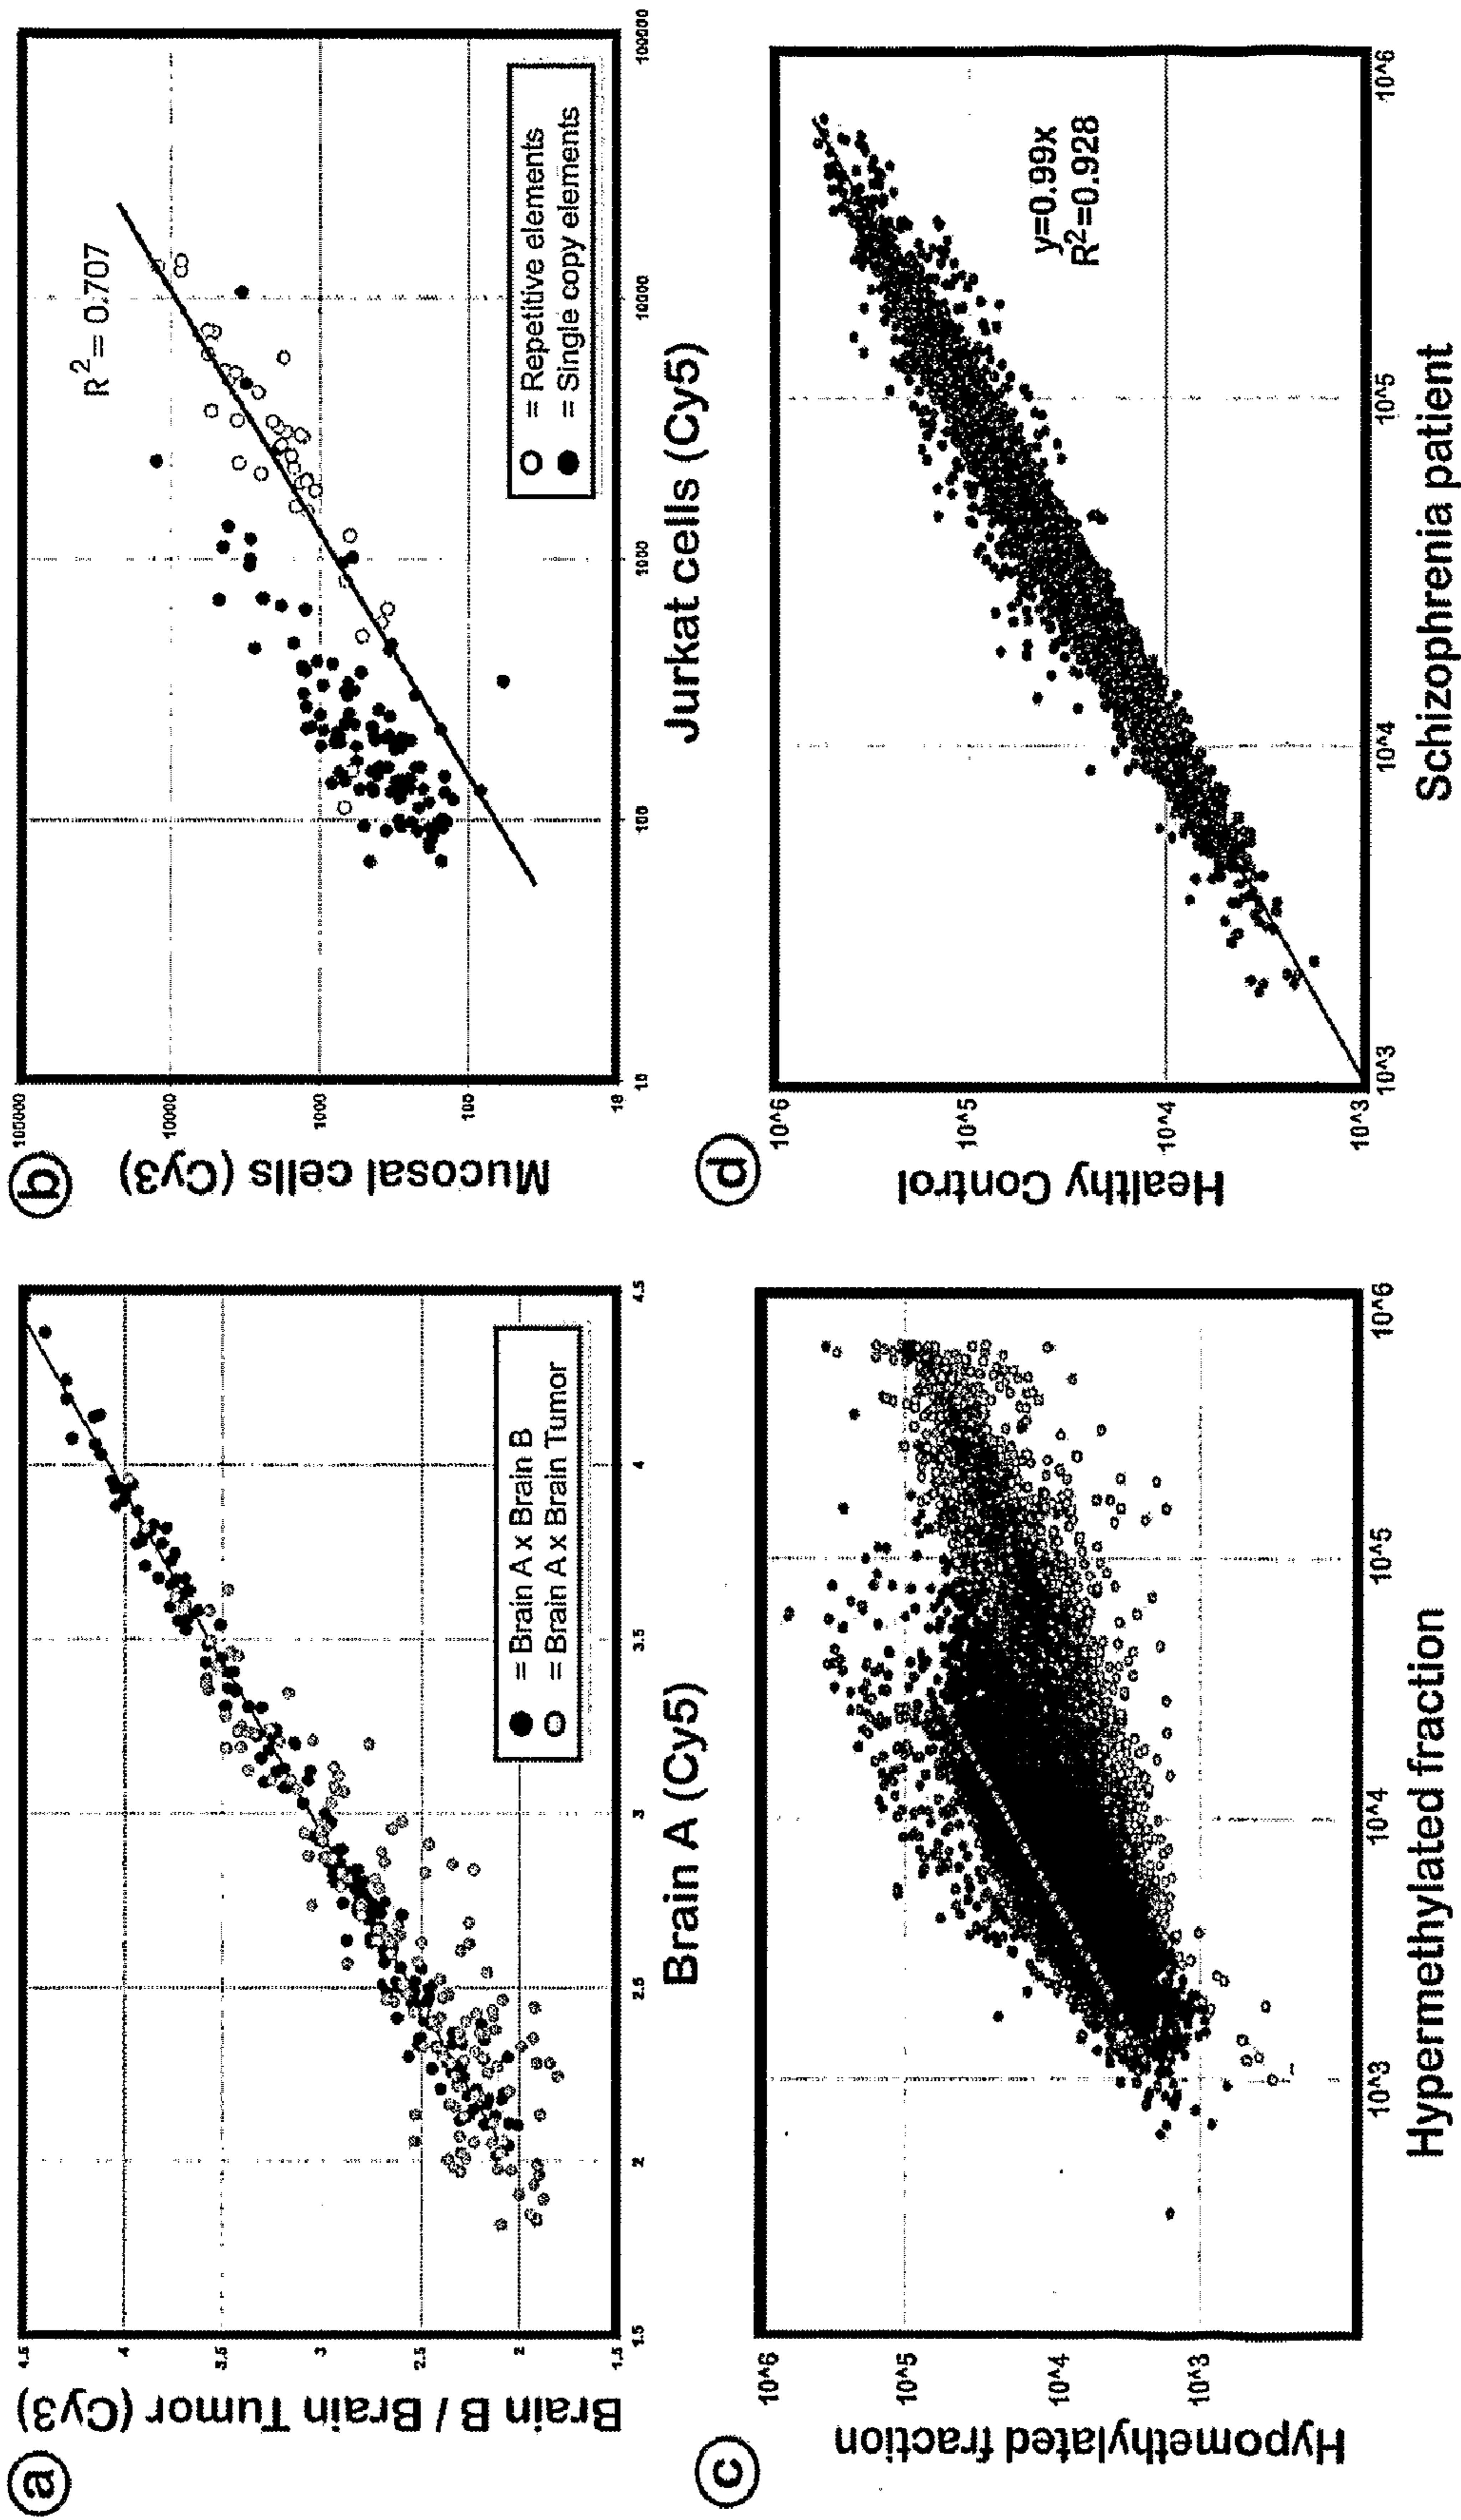 a
Brain B / Brain Tumor (Cy3)
4.5
4
3.5
3
2.5
2
1.5
1.5
2
2.5
3
3.5
4
4.5
Brain A (Cy5)
= Brain A x Brain B
= Brain A x Brain Tumor
b
Mucosal cells (Cy3)
100000
10000
1000
100
10
100
1000
10000
100000
Jurkat cells (Cy5)
R²= 0.707
= Repetitive elements
= Single copy elements
c
Hypomethylated fraction
10^6
10^5
10^4
10^3
10^3
10^4
10^5
10^6
Hypermethylated fraction
d
Healthy Control
10^6
10^5
10^4
10^3
10^3
10^4
10^5
10^6
Schizophrenia patient
y=0.99x
R²=0.928